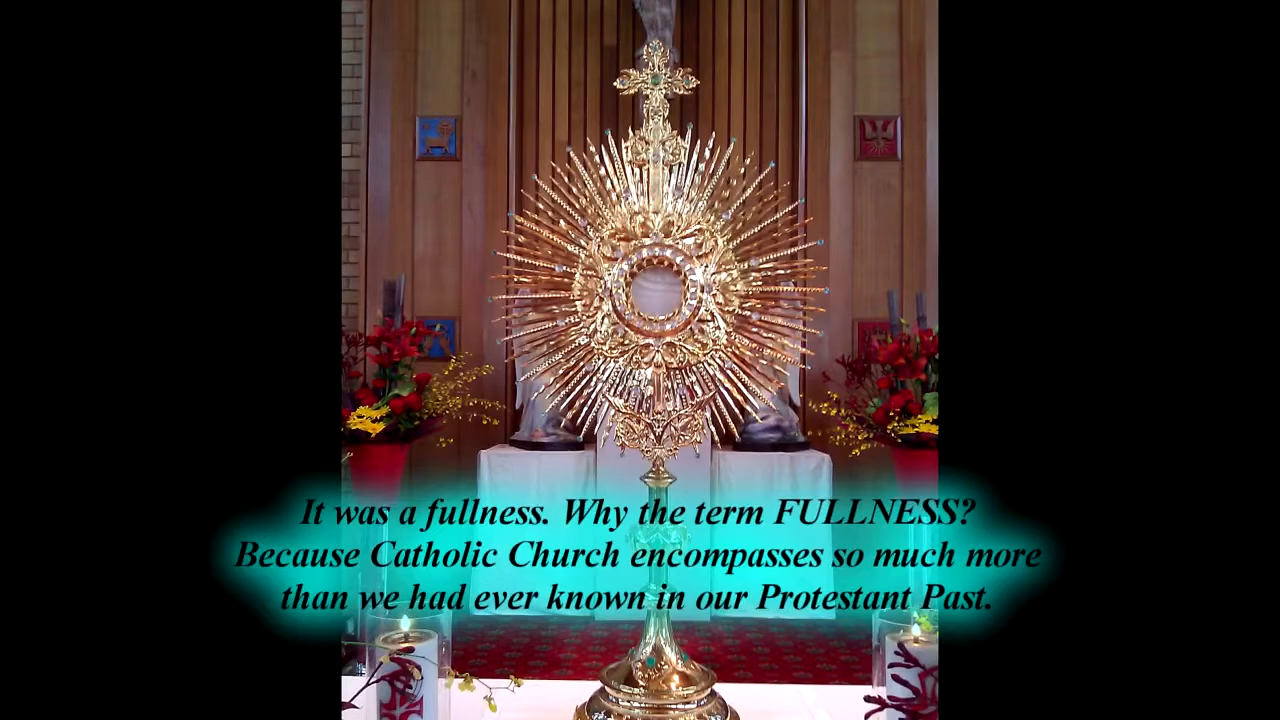 It was a fullness. Why the term FULLNESS?
Because Catholic Church encompasses so much more
than we had ever known in our Protestant Past.